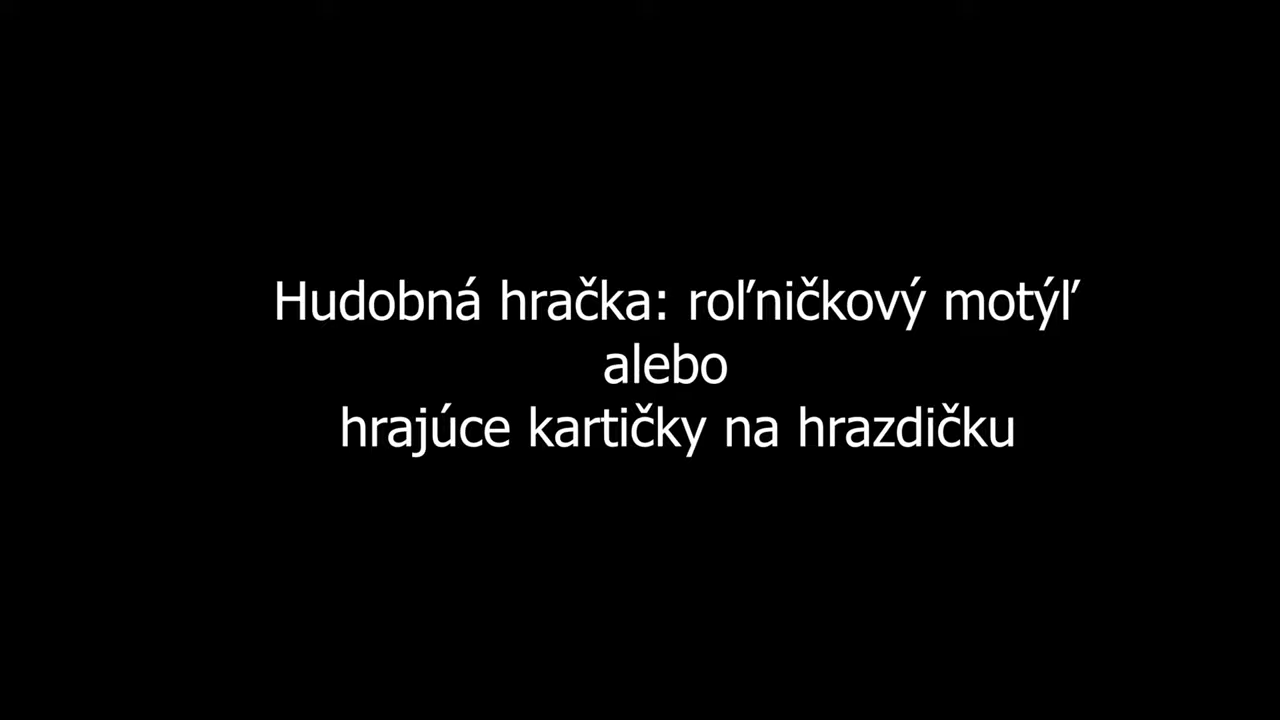 Hudobná hračka: roľničkový motýľ
alebo
hrajúce kartičky na hrazdičku